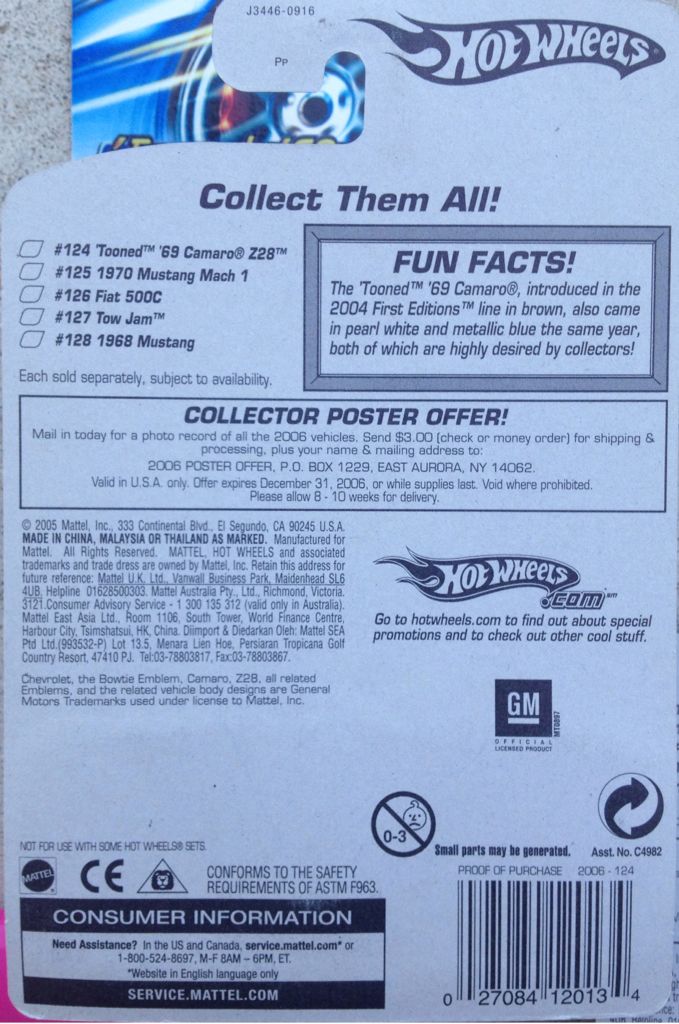 J3446-0916
PP
HOT WHEELS
Collect Them All!
#124 'Tooned™ '69 Camaro® Z28™
#125 1970 Mustang Mach 1
#126 Fiat 500C
#127 Tow Jam™
#128 1968 Mustang
Each sold separately, subject to availability.
FUN FACTS!
The 'Tooned™ '69 Camaro®, introduced in the
2004 First Editions™ line in brown, also came
in pearl white and metallic blue the same year,
both of which are highly desired by collectors!
COLLECTOR POSTER OFFER!
Mail in today for a photo record of all the 2006 vehicles. Send $3.00 (check or money order) for shipping &
processing, plus your name & mailing address to:
2006 POSTER OFFER, P.O. BOX 1229, EAST AURORA, NY 14062.
Valid in U.S.A. only. Offer expires December 31, 2006, or while supplies last. Void where prohibited.
Please allow 8 - 10 weeks for delivery.
© 2005 Mattel, Inc., 333 Continental Blvd., El Segundo, CA 90245 U.S.A.
MADE IN CHINA, MALAYSIA OR THAILAND AS MARKED. Manufactured for
Mattel. All Rights Reserved. MATTEL, HOT WHEELS and associated
trademarks and trade dress are owned by Mattel, Inc. Retain this address for
future reference: Mattel U.K. Ltd., Vanwall Business Park, Maidenhead SL6
4UB. Helpline 01628500303. Mattel Australia Pty., Ltd., Richmond, Victoria.
3121.Consumer Advisory Service - 1 300 135 312 (valid only in Australia).
Mattel East Asia Ltd., Room 1106, South Tower, World Finance Centre,
Harbour City, Tsimshatsui, HK, China. Diimport & Diedarkan Oleh: Mattel SEA
Ptd Ltd.(993532-P) Lot 13.5, Menara Lien Hoe, Persiaran Tropicana Golf
Country Resort, 47410 PJ. Tel:03-78803817, Fax:03-78803867.
Chevrolet, the Bowtie Emblem, Camaro, Z28, all related
Emblems, and the related vehicle body designs are General
Motors Trademarks used under license to Mattel, Inc.
HOT WHEELS
.COM℠
Go to hotwheels.com to find out about special
promotions and to check out other cool stuff.
GM
MT0897
OFFICIAL
LICENSED PRODUCT
0-3
Small parts may be generated.
Asst. No. C4982
NOT FOR USE WITH SOME HOT WHEELS® SETS.
MATTEL
CE
CONFORMS TO THE SAFETY
REQUIREMENTS OF ASTM F963.
PROOF OF PURCHASE 2006 - 124
CONSUMER INFORMATION
Need Assistance? In the US and Canada, service.mattel.com* or
1-800-524-8697, M-F 8AM – 6PM, ET.
*Website in English language only
SERVICE.MATTEL.COM
0 27084 12013 4